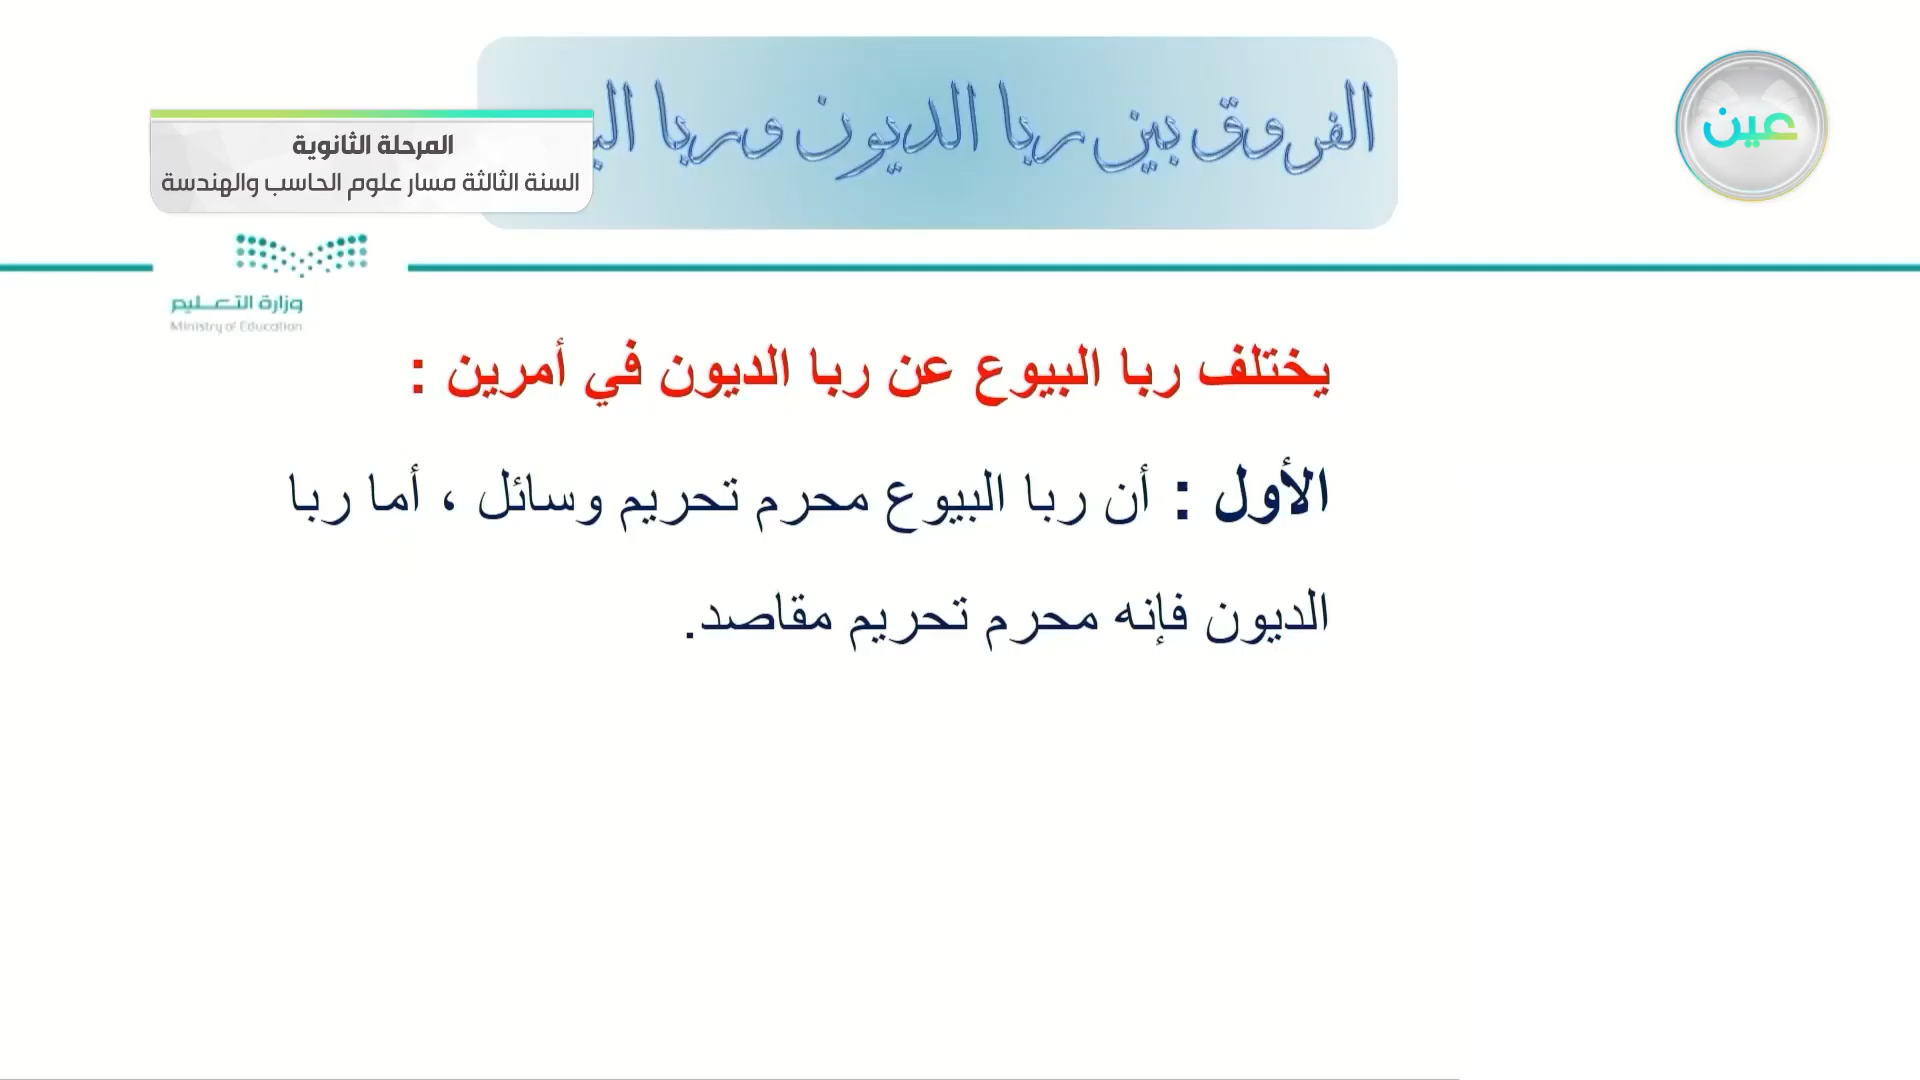 الفروق بين ربا الديون وربا
عين
المرحلة الثانوية
السنة الثالثة مسار علوم الحاسب والهندسة
وزارة التعليم
Ministry of Education
يختلف ربا البيوع عن ربا الديون في أمرين :
الأول : أن ربا البيوع محرم تحريم وسائل ، أما ربا
الديون فإنه محرم تحريم مقاصد.